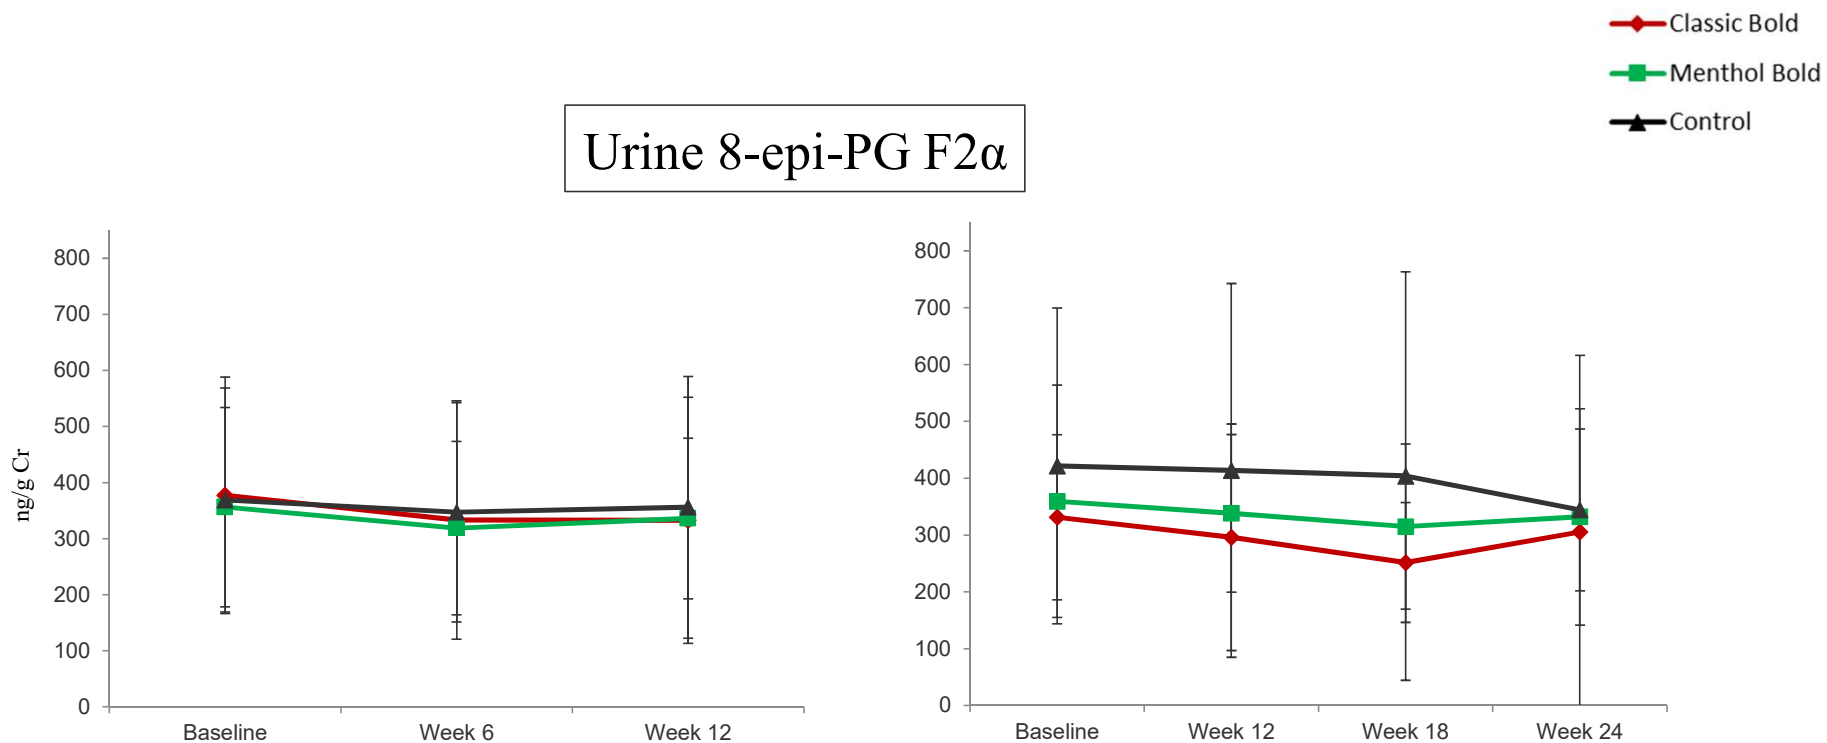 Classic Bold
Menthol Bold
Control
Urine 8-epi-PG F2α
ng/g Cr
800
700
600
500
400
300
200
100
0
Baseline Week 6 Week 12
800
700
600
500
400
300
200
100
0
Baseline Week 12 Week 18 Week 24